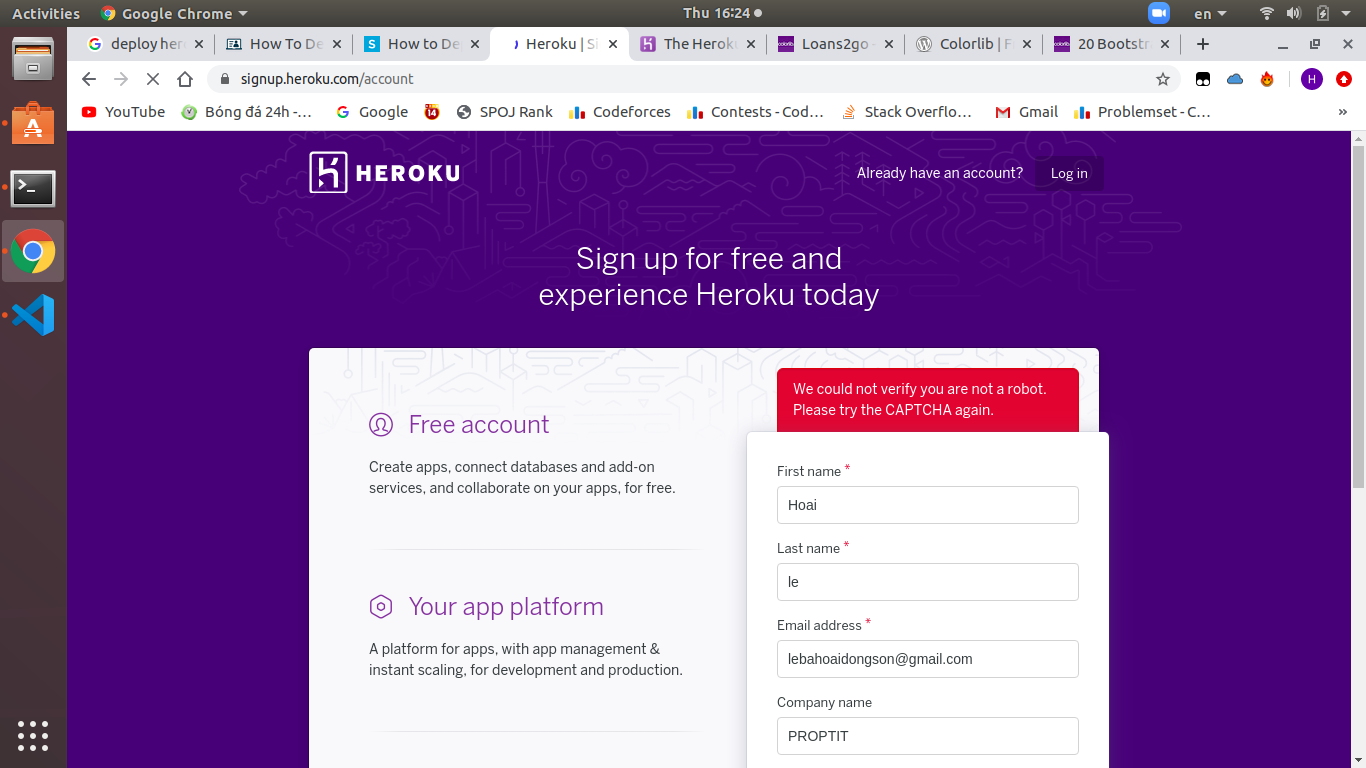 Activities
Google Chrome
Thu 16:24
en
deploy her
How To De
How to De
Heroku | Si
The Heroku
Loans2go -
Colorlib | F
20 Bootstr
signup.heroku.com/account
H
YouTube
Bóng đá 24h -...
Google
14
SPOJ Rank
Codeforces
Contests - Cod...
Stack Overflo...
Gmail
Problemset - C...
»
HEROKU
Already have an account?
Log in
Sign up for free and
experience Heroku today
We could not verify you are not a robot.
Please try the CAPTCHA again.
Free account
Create apps, connect databases and add-on
services, and collaborate on your apps, for free.
Your app platform
A platform for apps, with app management &
instant scaling, for development and production.
First name *
Hoai
Last name *
le
Email address *
lebahoaidongson@gmail.com
Company name
PROPTIT